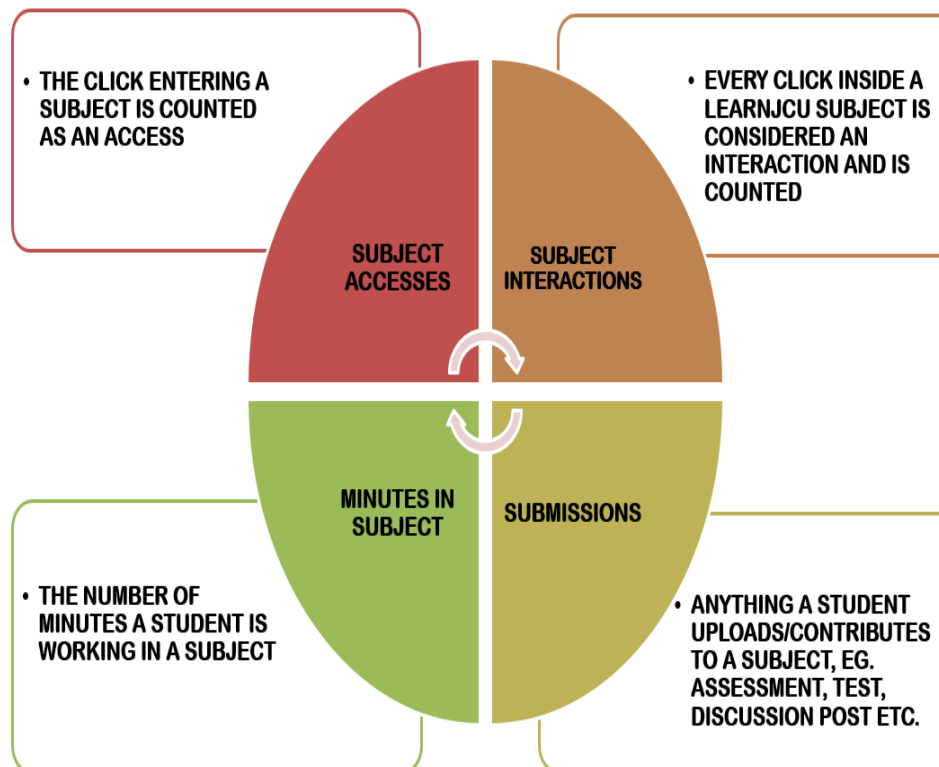 • THE CLICK ENTERING A
SUBJECT IS COUNTED
AS AN ACCESS
• EVERY CLICK INSIDE A
LEARNJCU SUBJECT IS
CONSIDERED AN
INTERACTION AND IS
COUNTED
SUBJECT
ACCESSES
SUBJECT
INTERACTIONS
MINUTES IN
SUBJECT
SUBMISSIONS
• THE NUMBER OF
MINUTES A STUDENT IS
WORKING IN A SUBJECT
• ANYTHING A STUDENT
UPLOADS/CONTRIBUTES
TO A SUBJECT, EG.
ASSESSMENT, TEST,
DISCUSSION POST ETC.